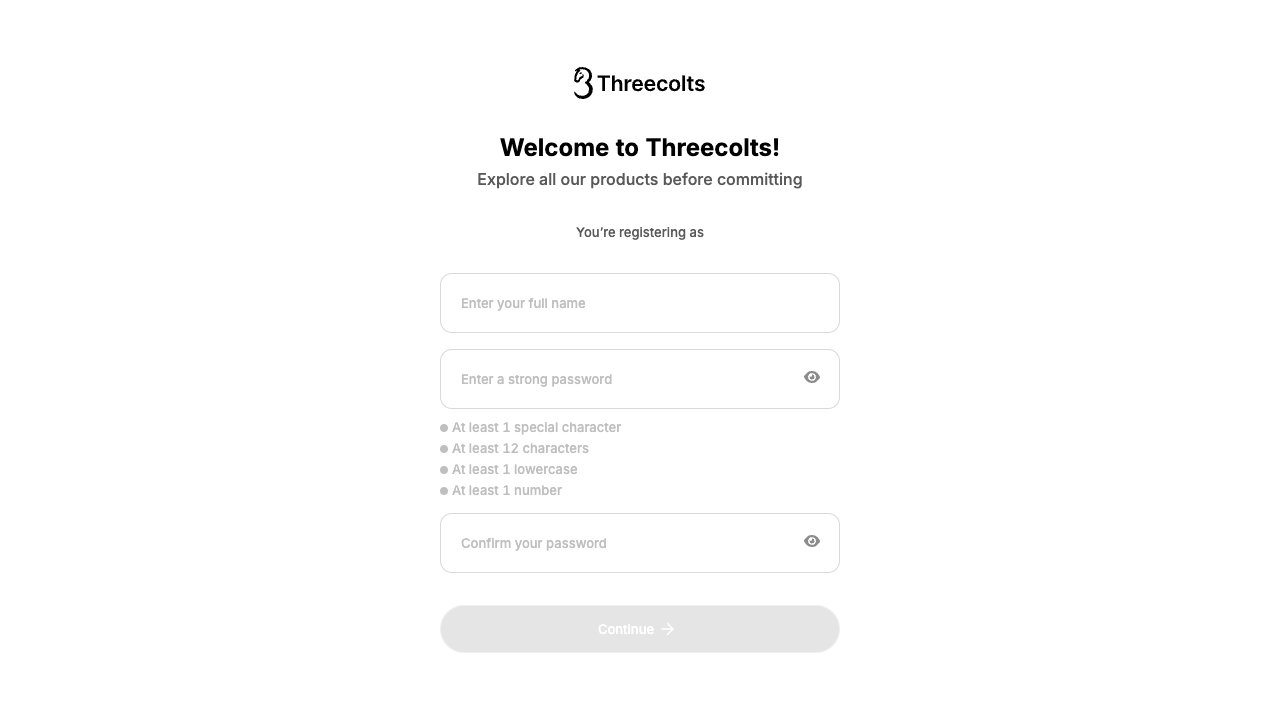 Threecolts
Welcome to Threecolts!
Explore all our products before committing
You’re registering as
Enter your full name
Enter a strong password
At least 1 special character
At least 12 characters
At least 1 lowercase
At least 1 number
Confirm your password
Continue →